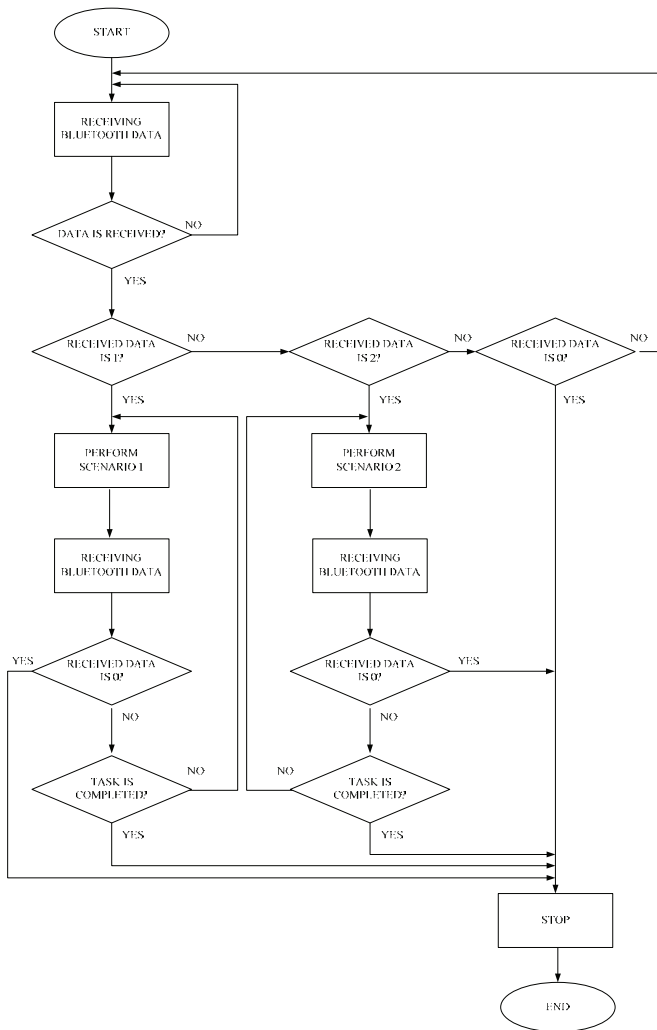 START
RECEIVING
BLUETOOTH DATA
DATA IS RECEIVED?
NO
YES
RECEIVED DATA
IS 1?
NO
RECEIVED DATA
IS 2?
NO
RECEIVED DATA
IS 0?
NO
YES
YES
YES
PERFORM
SCENARIO 1
PERFORM
SCENARIO 2
RECEIVING
BLUETOOTH DATA
RECEIVING
BLUETOOTH DATA
YES
RECEIVED DATA
IS 0?
RECEIVED DATA
IS 0?
YES
NO
NO
TASK IS
COMPLETED?
NO
NO
TASK IS
COMPLETED?
YES
YES
STOP
END